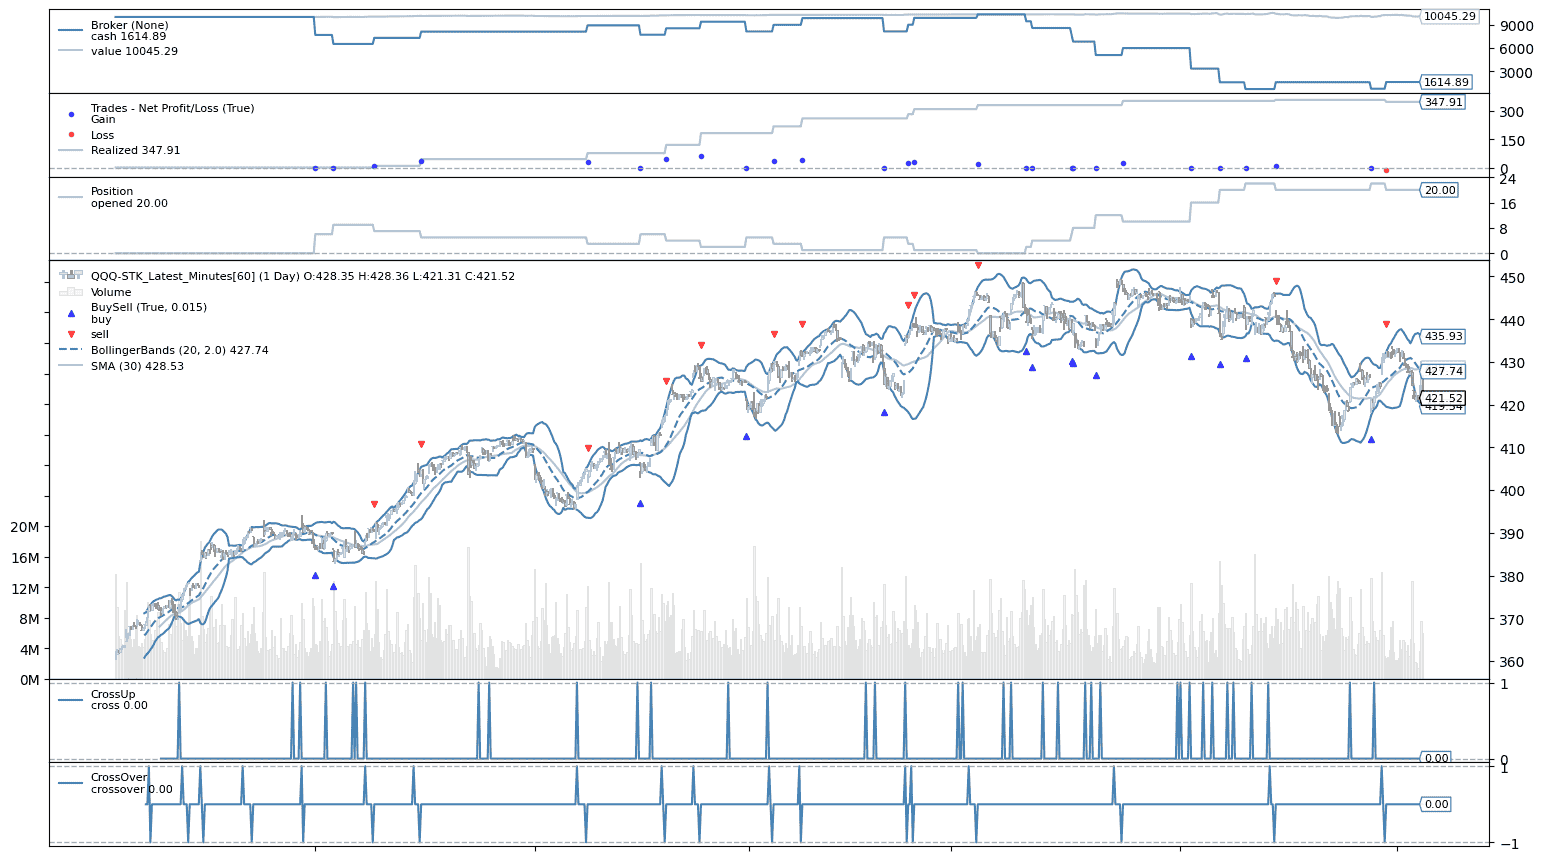 Broker (None)
cash 1614.89
value 10045.29
10045.29
9000
6000
3000
1614.89
Trades - Net Profit/Loss (True)
Gain
Loss
Realized 347.91
347.91
300
150
0
Position
opened 20.00
24
20.00
16
8
0
QQQ-STK_Latest_Minutes[60] (1 Day) O:428.35 H:428.36 L:421.31 C:421.52
Volume
BuySell (True, 0.015)
buy
sell
BollingerBands (20, 2.0) 427.74
SMA (30) 428.53
450
440
435.93
430
427.74
421.52
419.54
420
410
400
390
380
370
360
20M
16M
12M
8M
4M
0M
CrossUp
cross 0.00
1
0.00
0
CrossOver
crossover 0.00
1
0.00
−1